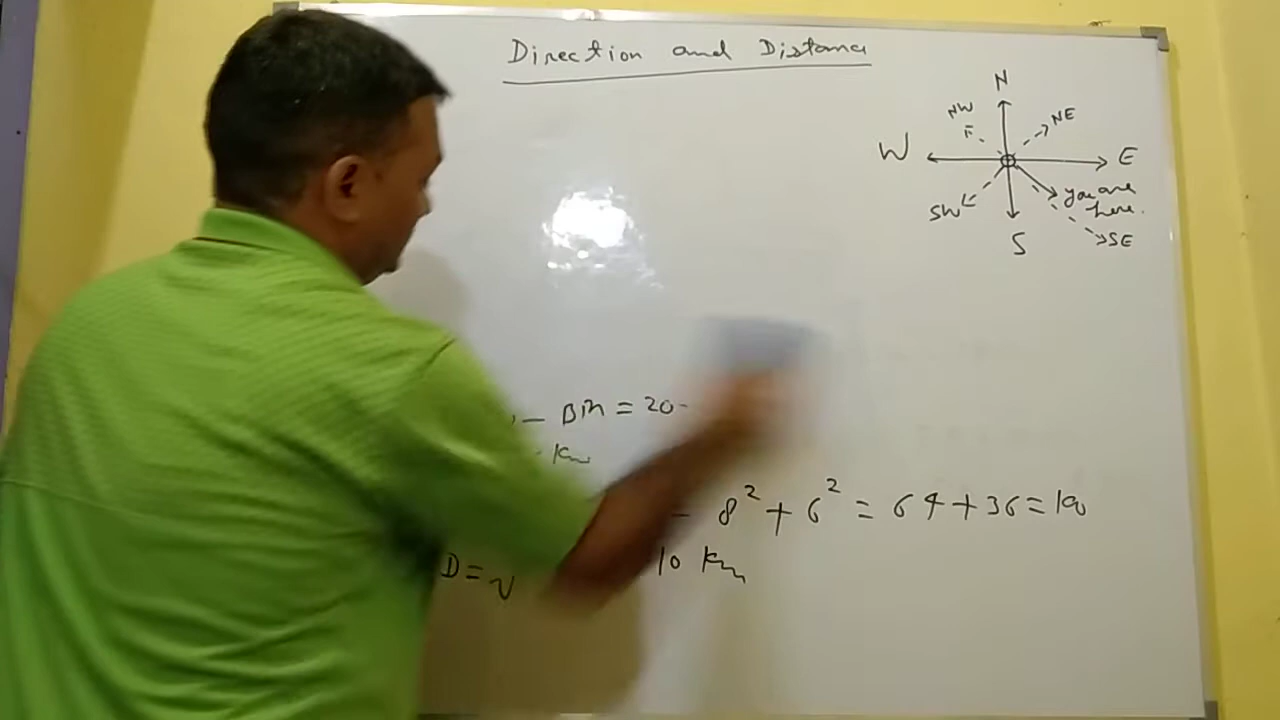 Direction and Distance
N
NW
NE
W
E
you are
here.
SW
SE
S
– Bm = 20-
Km
8² + 6² = 64 + 36 = 100
D = √
10 Km